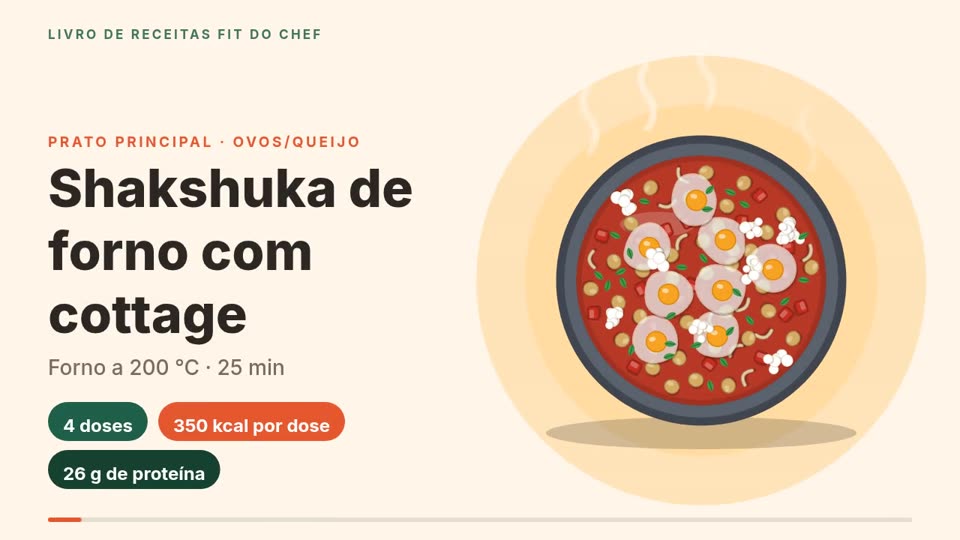 LIVRO DE RECEITAS FIT DO CHEF
PRATO PRINCIPAL · OVOS/QUEIJO
Shakshuka de
forno com
cottage
Forno a 200 °C · 25 min
4 doses
350 kcal por dose
26 g de proteína